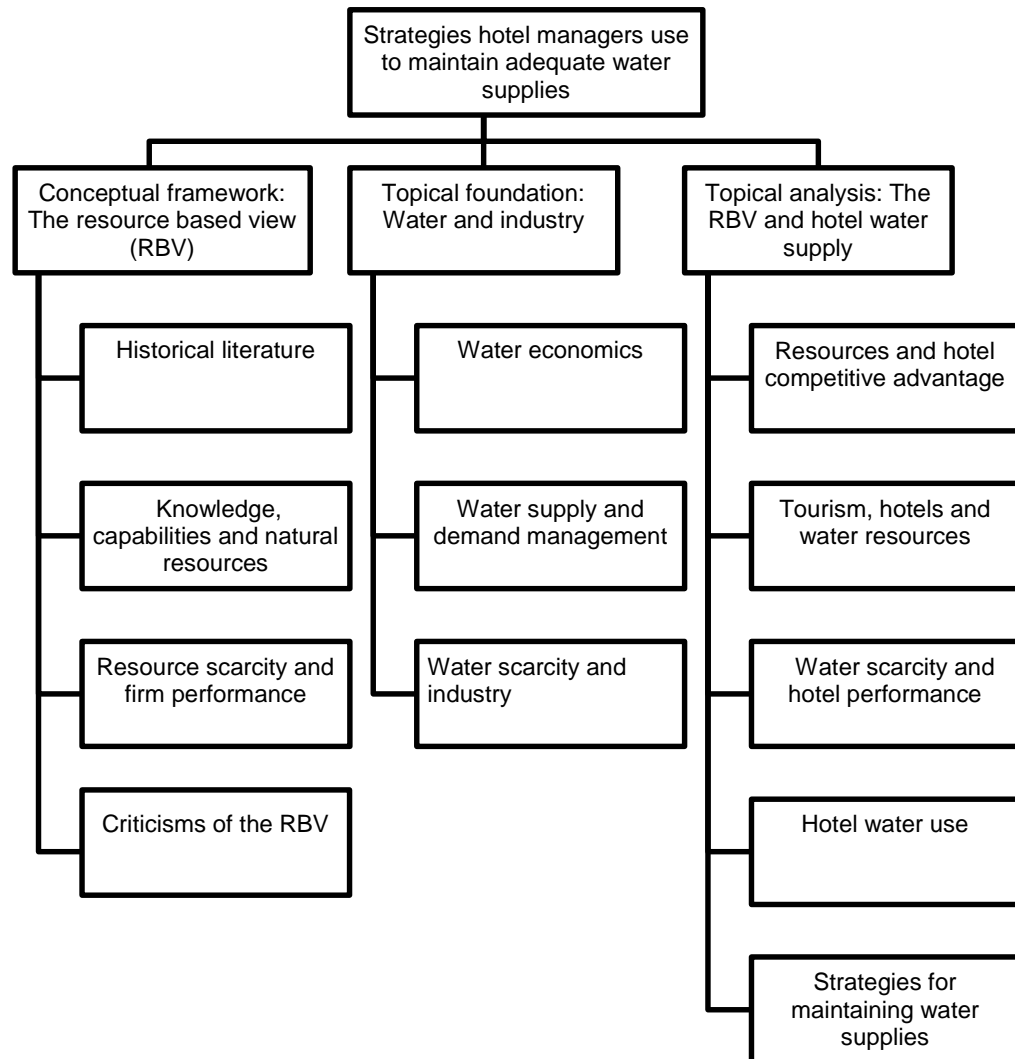 Strategies hotel managers use
to maintain adequate water
supplies
Conceptual framework:
The resource based view
(RBV)
Topical foundation:
Water and industry
Topical analysis: The
RBV and hotel water
supply
Historical literature
Knowledge,
capabilities and natural
resources
Resource scarcity and
firm performance
Criticisms of the RBV
Water economics
Water supply and
demand management
Water scarcity and
industry
Resources and hotel
competitive advantage
Tourism, hotels and
water resources
Water scarcity and
hotel performance
Hotel water use
Strategies for
maintaining water
supplies